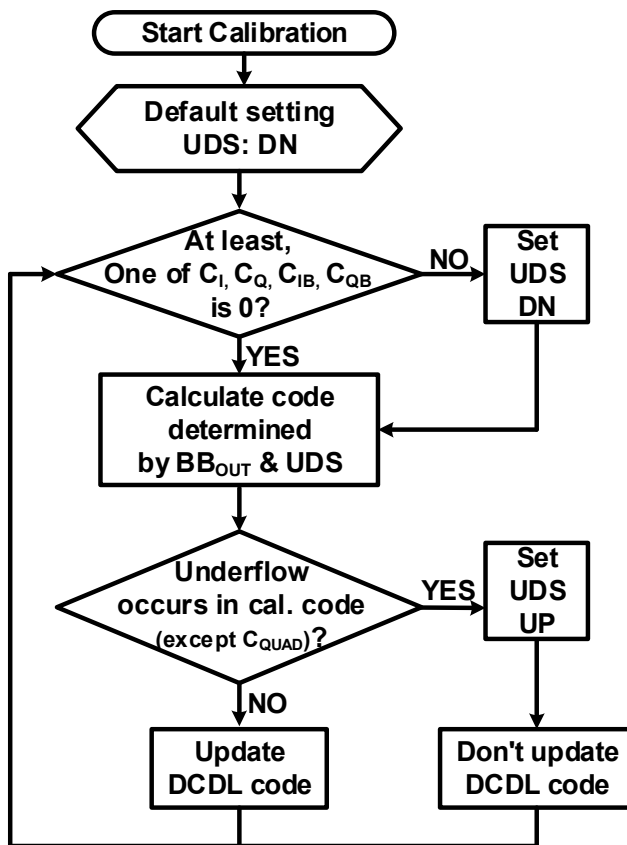 Start Calibration
Default setting
UDS: DN
At least,
One of C_I, C_Q, C_IB, C_QB
is 0?
NO
Set
UDS
DN
YES
Calculate code
determined
by BB_OUT & UDS
Underflow
occurs in cal. code
(except C_QUAD)?
YES
Set
UDS
UP
NO
Update
DCDL code
Don't update
DCDL code